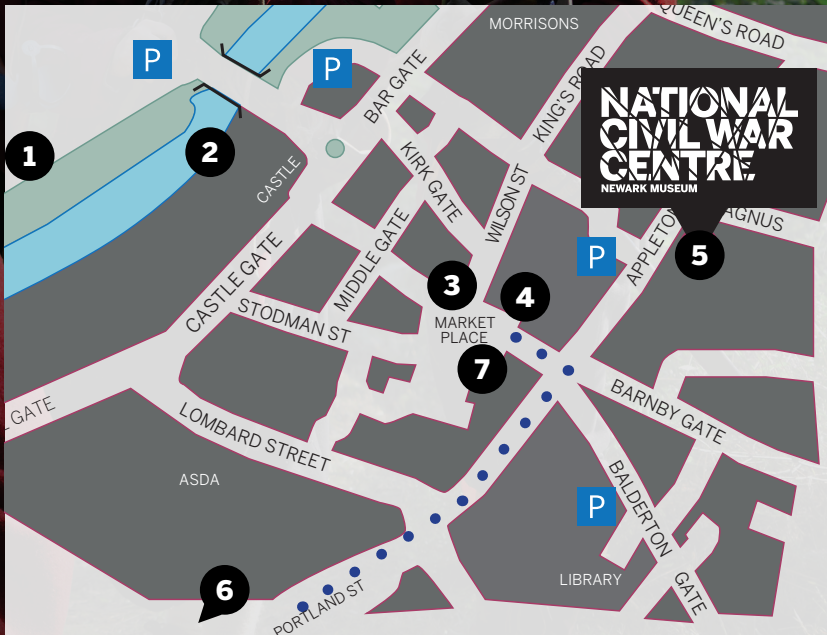 MORRISONS
QUEEN'S ROAD
P
P
BAR GATE
KING'S ROAD
NATIONAL
CIVIL WAR
CENTRE
NEWARK MUSEUM
1
2
CASTLE
KIRK GATE
WILSON ST
AGNUS
CASTLE GATE
MIDDLE GATE
P
APPLETON
5
3
4
STODMAN ST
MARKET
PLACE
7
L GATE
LOMBARD STREET
BARNBY GATE
ASDA
P
BALDERTON GATE
6
PORTLAND ST
LIBRARY